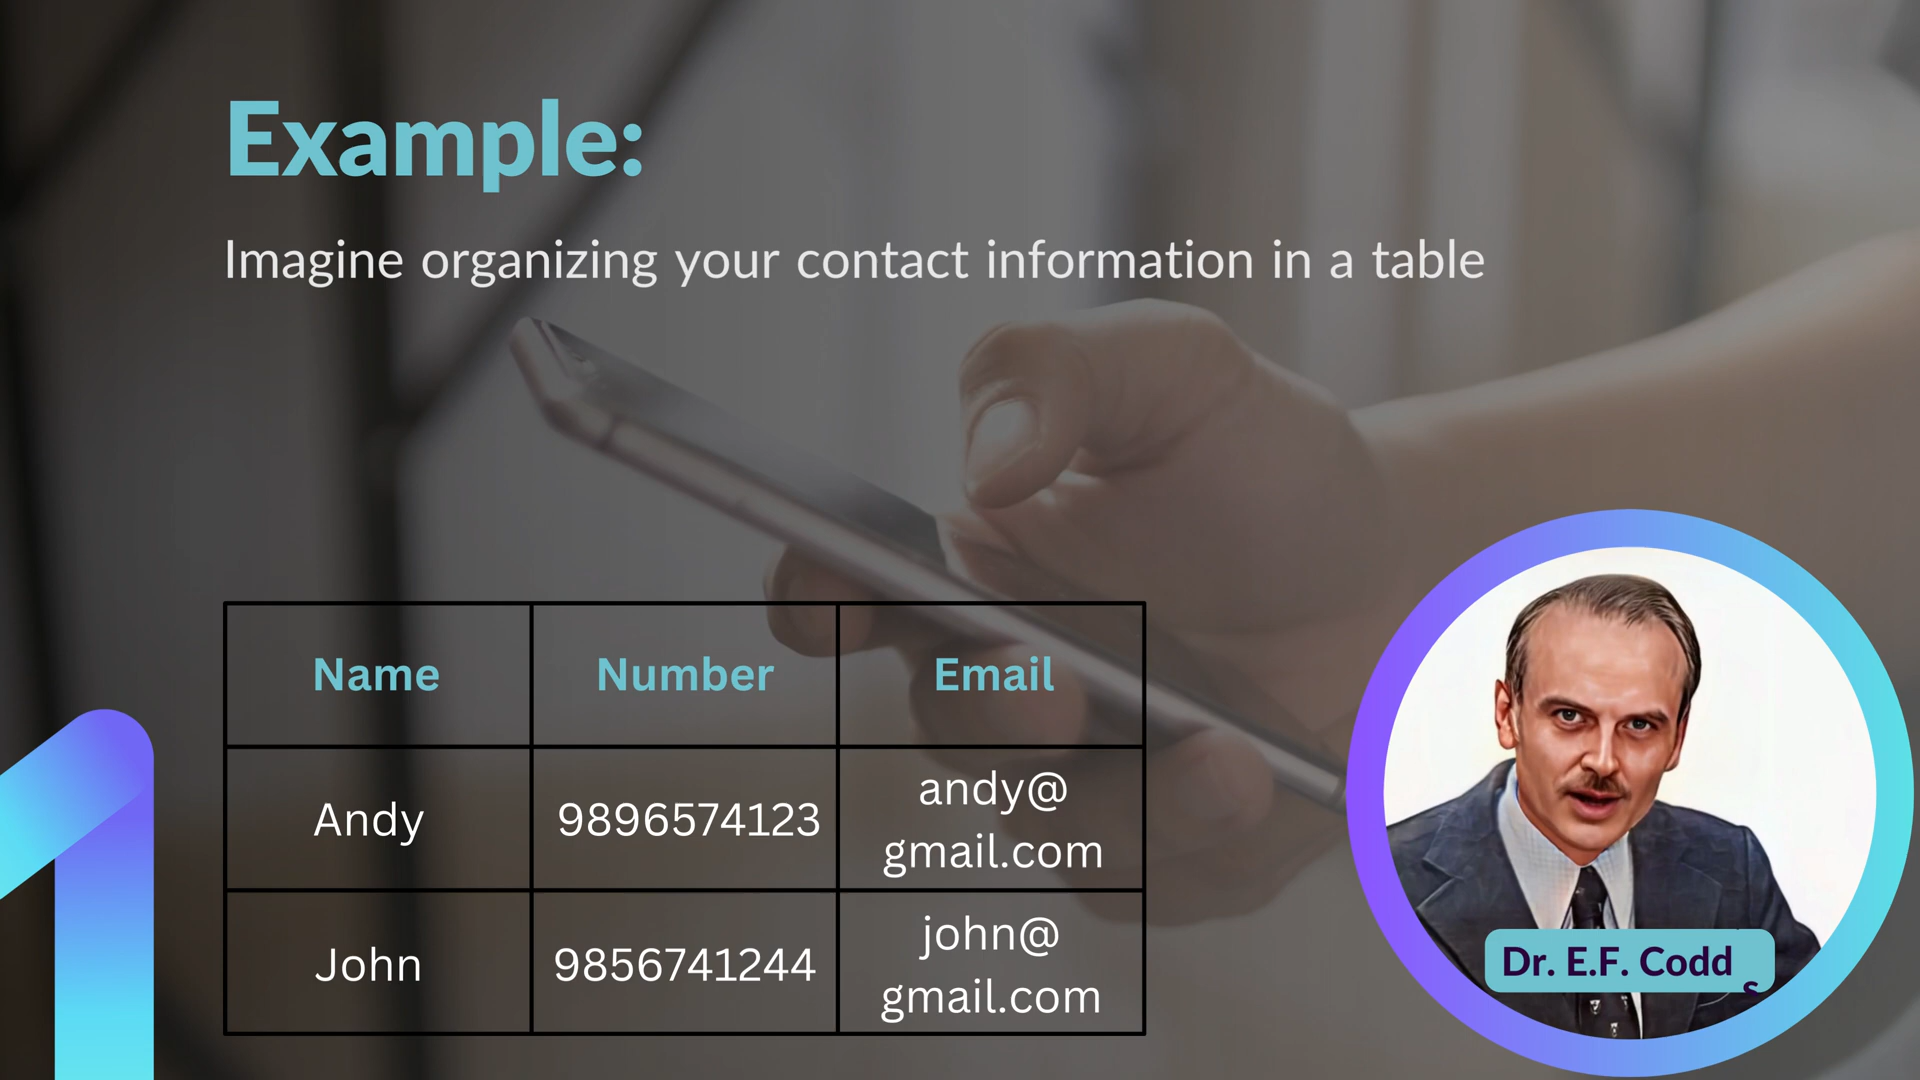 Example:
Imagine organizing your contact information in a table
Name Number Email
Andy 9896574123 andy@
gmail.com
John 9856741244 john@
gmail.com
Dr. E.F. Codd
s
1